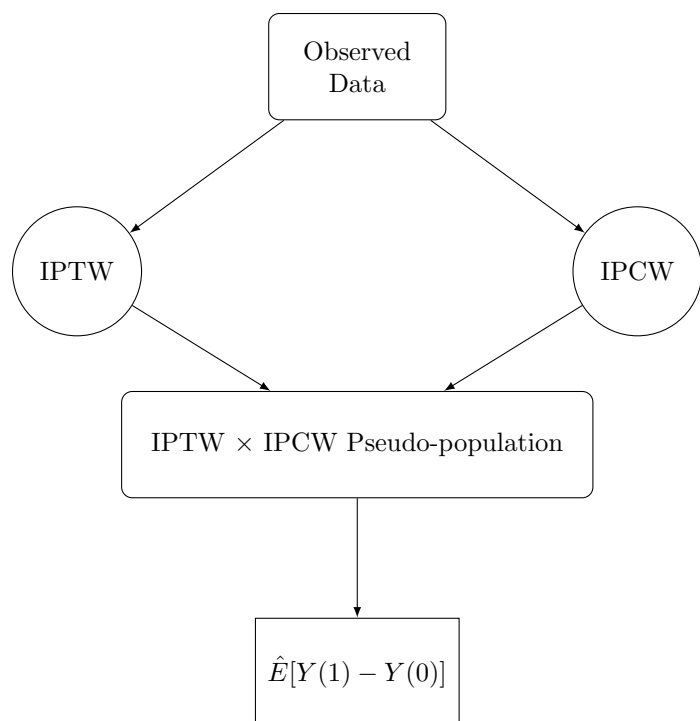 Observed
Data
IPTW
IPCW
IPTW × IPCW Pseudo-population
Ê[Y(1) − Y(0)]